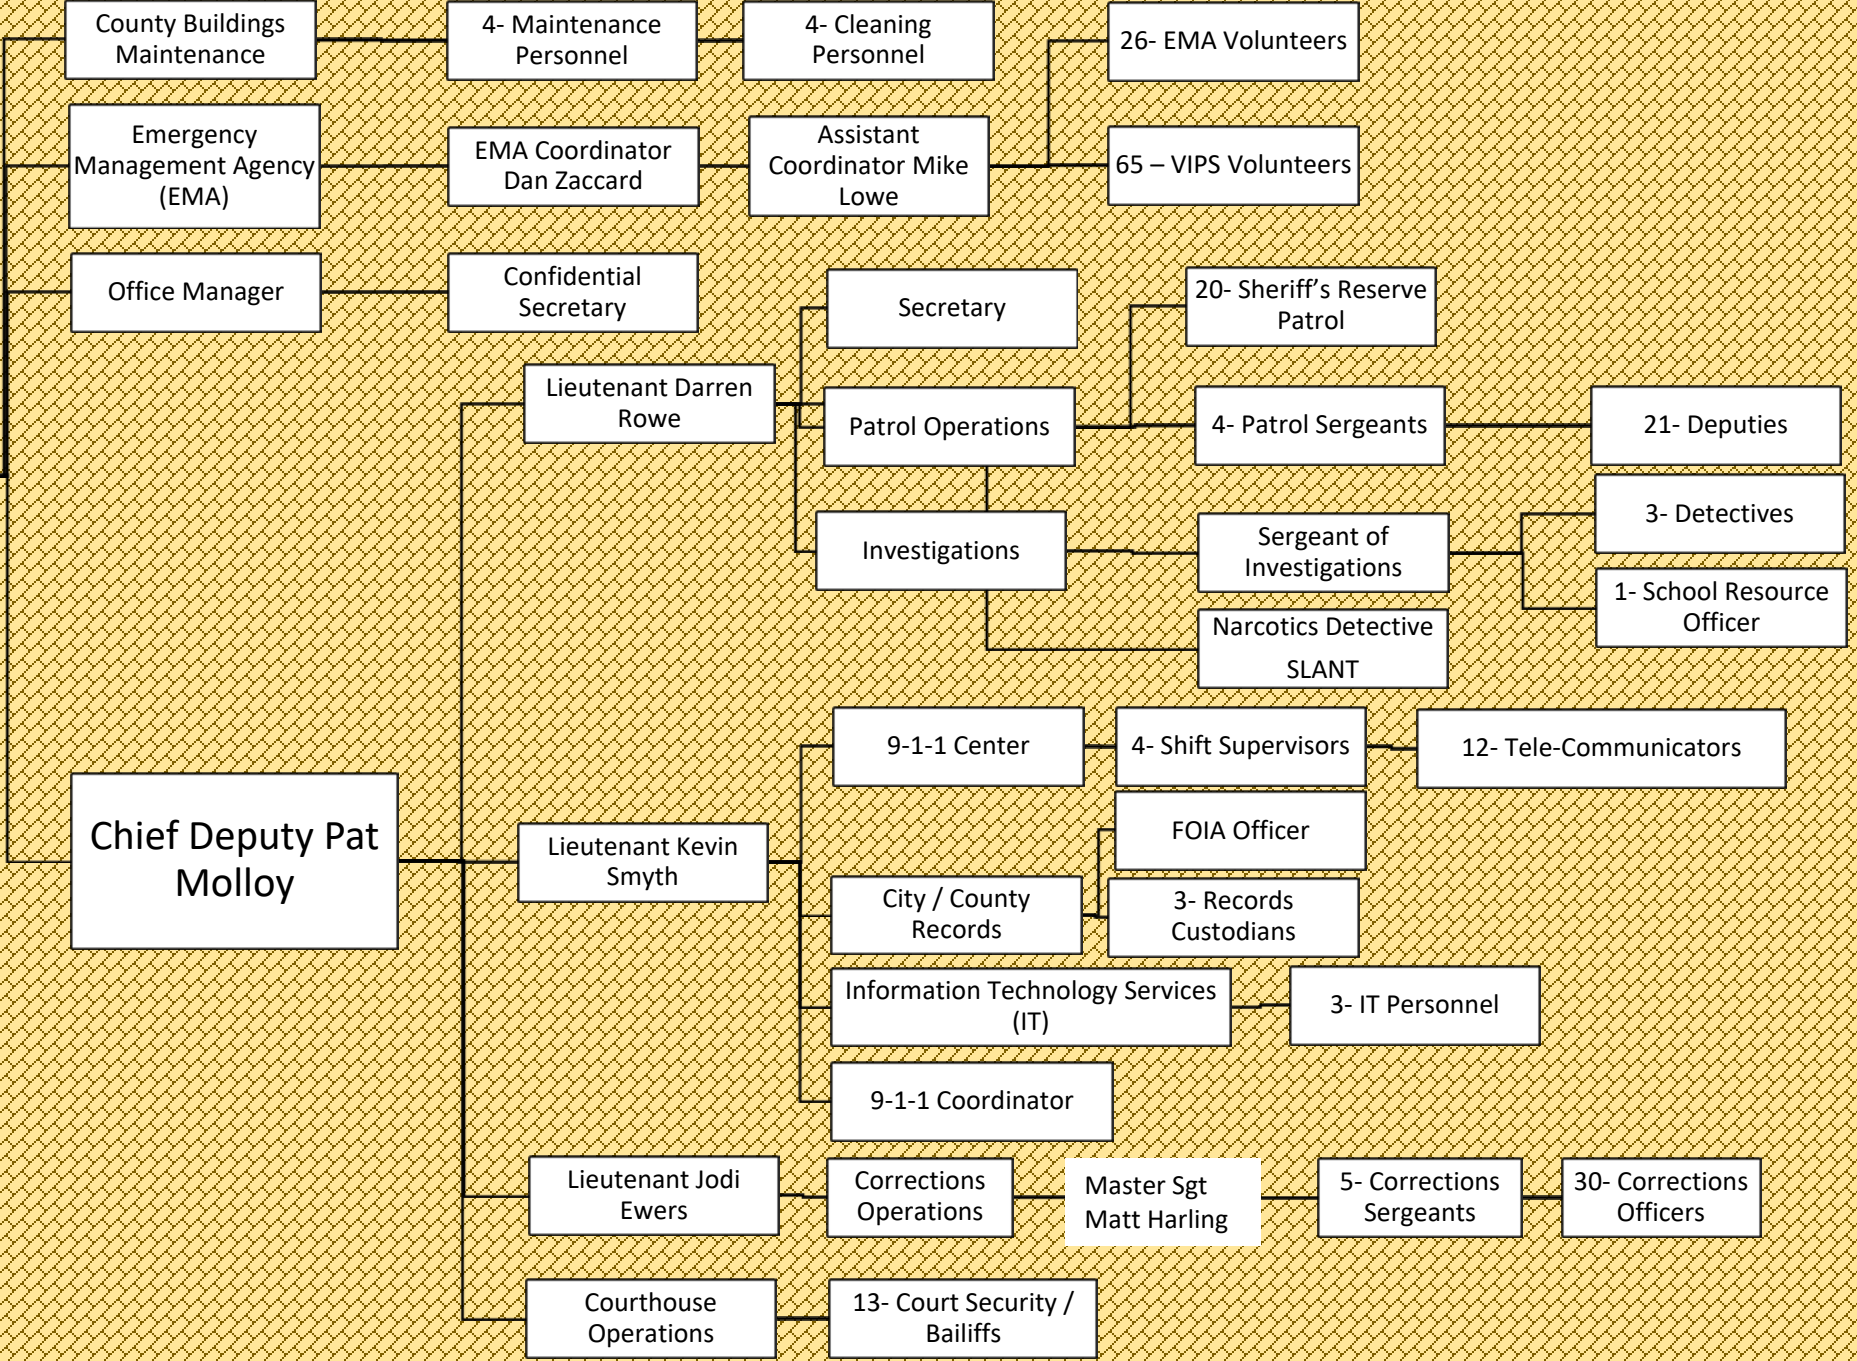 County Buildings
Maintenance
4- Maintenance
Personnel
4- Cleaning
Personnel
26- EMA Volunteers
Emergency
Management Agency
(EMA)
EMA Coordinator
Dan Zaccard
Assistant
Coordinator Mike
Lowe
65 – VIPS Volunteers
Office Manager
Confidential
Secretary
Secretary
20- Sheriff’s Reserve
Patrol
Lieutenant Darren
Rowe
Patrol Operations
4- Patrol Sergeants
21- Deputies
Investigations
Sergeant of
Investigations
3- Detectives
1- School Resource
Officer
Narcotics Detective
SLANT
Chief Deputy Pat
Molloy
Lieutenant Kevin
Smyth
9-1-1 Center
4- Shift Supervisors
12- Tele-Communicators
FOIA Officer
City / County
Records
3- Records
Custodians
Information Technology Services
(IT)
3- IT Personnel
9-1-1 Coordinator
Lieutenant Jodi
Ewers
Corrections
Operations
Master Sgt
Matt Harling
5- Corrections
Sergeants
30- Corrections
Officers
Courthouse
Operations
13- Court Security /
Bailiffs